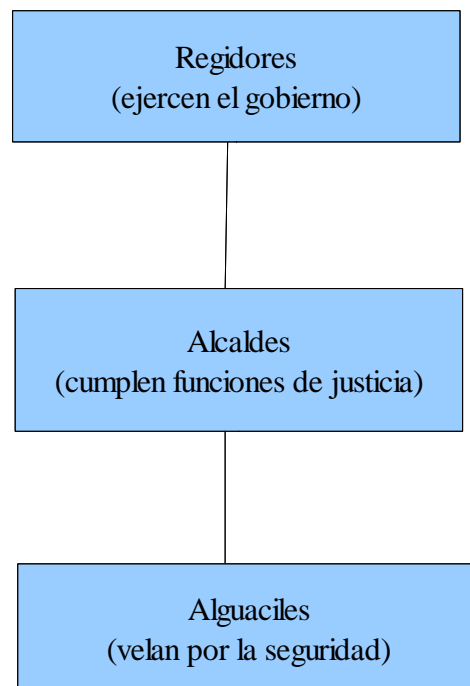 Regidores
(ejercen el gobierno)
Alcaldes
(cumplen funciones de justicia)
Alguaciles
(velan por la seguridad)